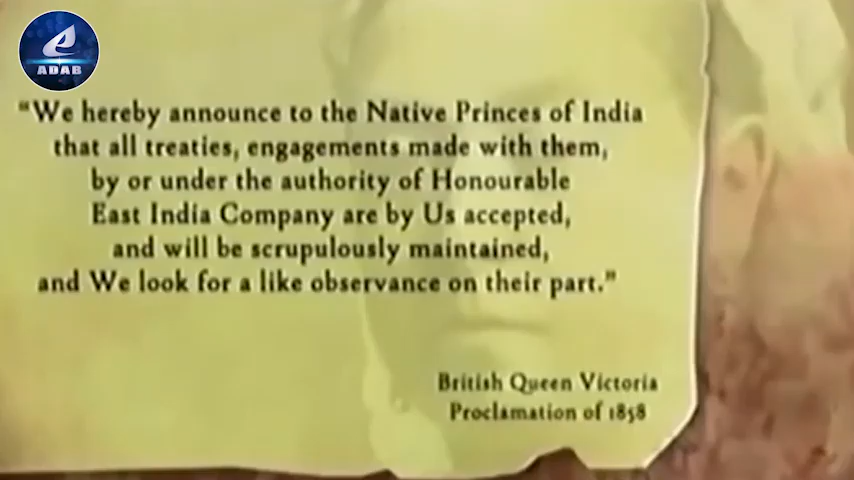 e
ADAB
"We hereby announce to the Native Princes of India
that all treaties, engagements made with them,
by or under the authority of Honourable
East India Company are by Us accepted,
and will be scrupulously maintained,
and We look for a like observance on their part."
British Queen Victoria
Proclamation of 1858